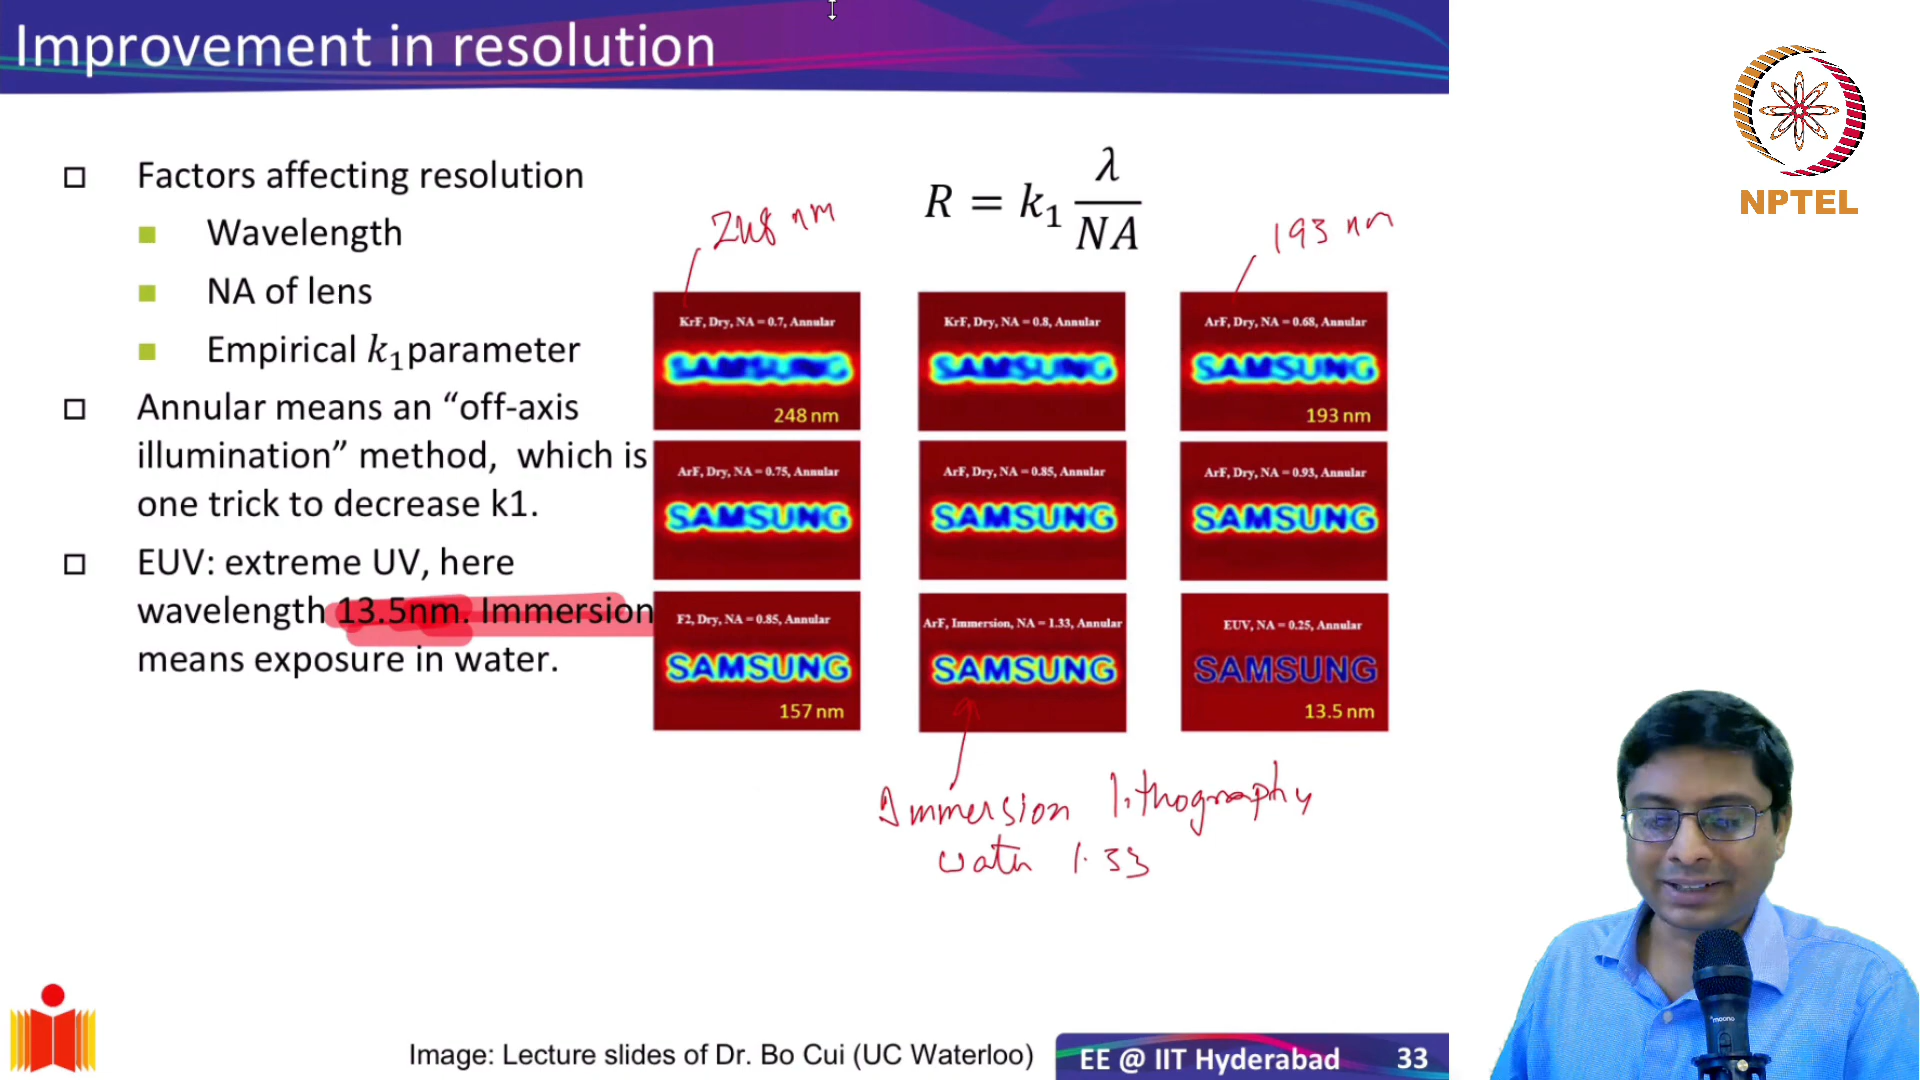 Improvement in resolution
NPTEL
Factors affecting resolution
Wavelength
NA of lens
Empirical k₁ parameter
Annular means an “off-axis
illumination” method, which is
one trick to decrease k1.
EUV: extreme UV, here
wavelength 13.5nm. Immersion
means exposure in water.
R = k₁ λ/NA
248 nm
193 nm
KrF, Dry, NA = 0.7, Annular
SAMSUNG
248 nm
KrF, Dry, NA = 0.8, Annular
SAMSUNG
ArF, Dry, NA = 0.68, Annular
SAMSUNG
193 nm
ArF, Dry, NA = 0.75, Annular
SAMSUNG
ArF, Dry, NA = 0.85, Annular
SAMSUNG
ArF, Dry, NA = 0.93, Annular
SAMSUNG
F2, Dry, NA = 0.85, Annular
SAMSUNG
157 nm
ArF, Immersion, NA = 1.33, Annular
SAMSUNG
EUV, NA = 0.25, Annular
SAMSUNG
13.5 nm
Immersion lithography
water 1.33
Image: Lecture slides of Dr. Bo Cui (UC Waterloo)
EE @ IIT Hyderabad 33